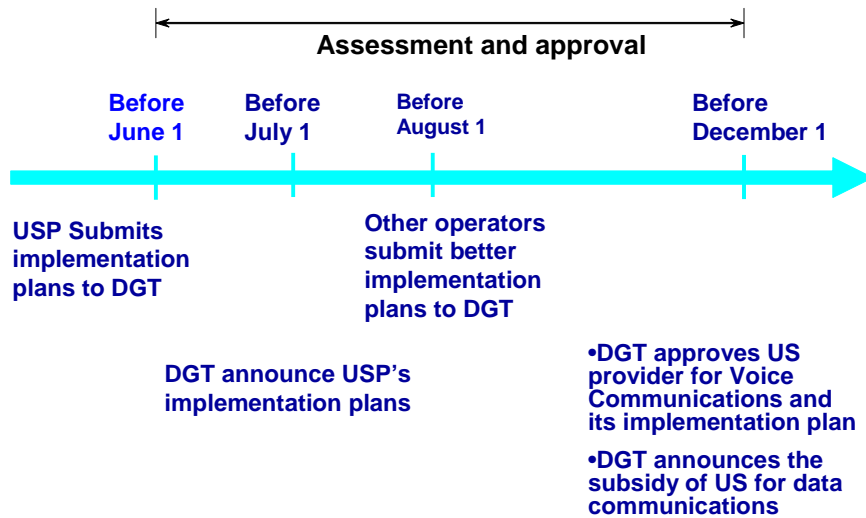 Assessment and approval
Before
June 1
Before
July 1
Before
August 1
Before
December 1
USP Submits
implementation
plans to DGT
Other operators
submit better
implementation
plans to DGT
DGT announce USP's
implementation plans
•DGT approves US
provider for Voice
Communications and
its implementation plan
•DGT announces the
subsidy of US for data
communications